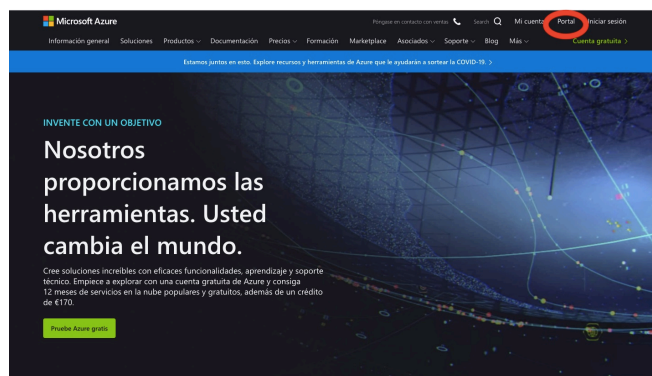 Microsoft Azure
Póngase en contacto con ventas Search Mi cuenta Portal Iniciar sesión
Información general Soluciones Productos Documentación Precios Formación Marketplace Asociados Soporte Blog Más Cuenta gratuita >
Estamos juntos en esto. Explore recursos y herramientas de Azure que le ayudarán a sortear la COVID-19. >
INVENTE CON UN OBJETIVO
Nosotros
proporcionamos las
herramientas. Usted
cambia el mundo.
Cree soluciones increíbles con eficaces funcionalidades, aprendizaje y soporte
técnico. Empiece a explorar con una cuenta gratuita de Azure y consiga
12 meses de servicios en la nube populares y gratuitos, además de un crédito
de €170.
Pruebe Azure gratis